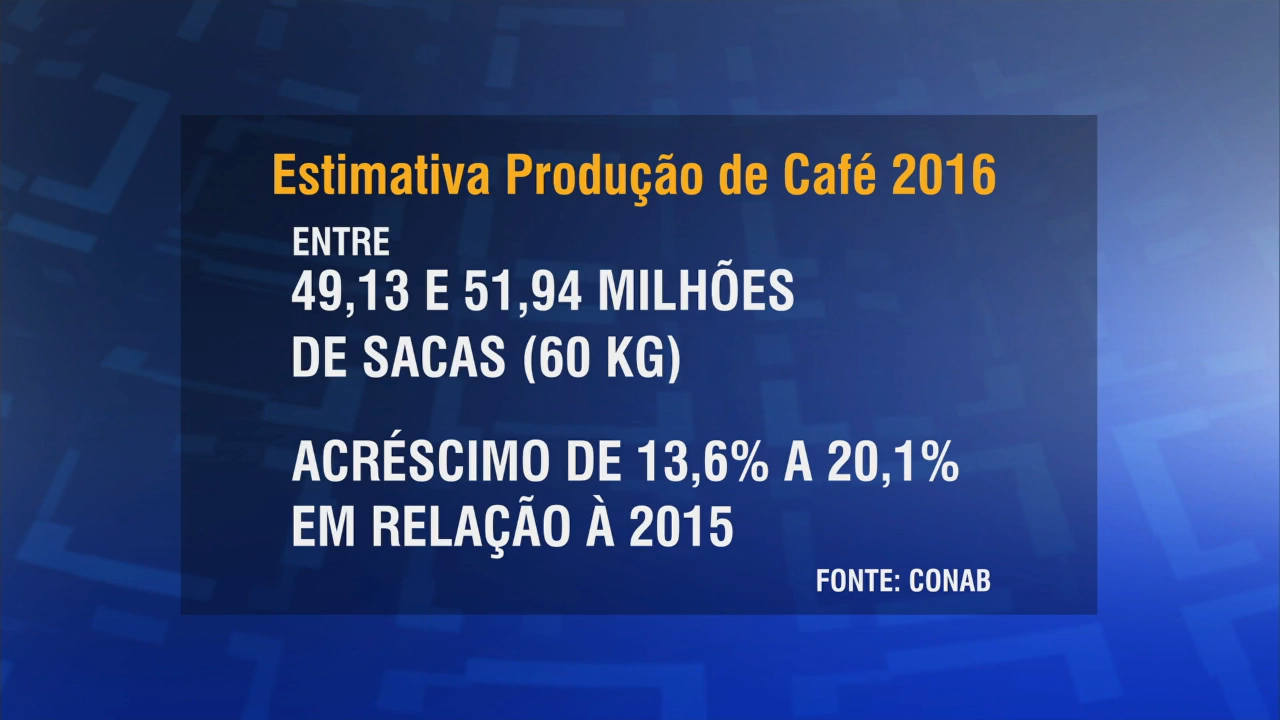 Estimativa Produção de Café 2016
ENTRE
49,13 E 51,94 MILHÕES
DE SACAS (60 KG)
ACRÉSCIMO DE 13,6% A 20,1%
EM RELAÇÃO À 2015
FONTE: CONAB